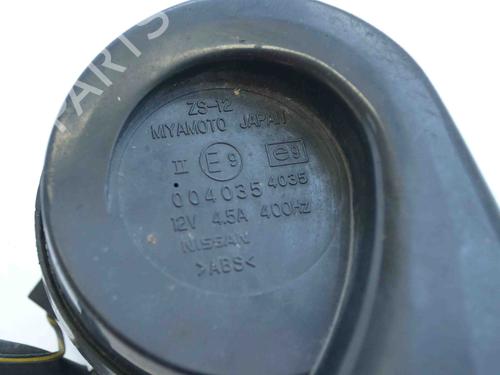 PARTS
ZS-12
MIYAMOTO JAPAN
II E9 e9
004035 4035
12V 4.5A 400Hz
NISSAN
>ABS<